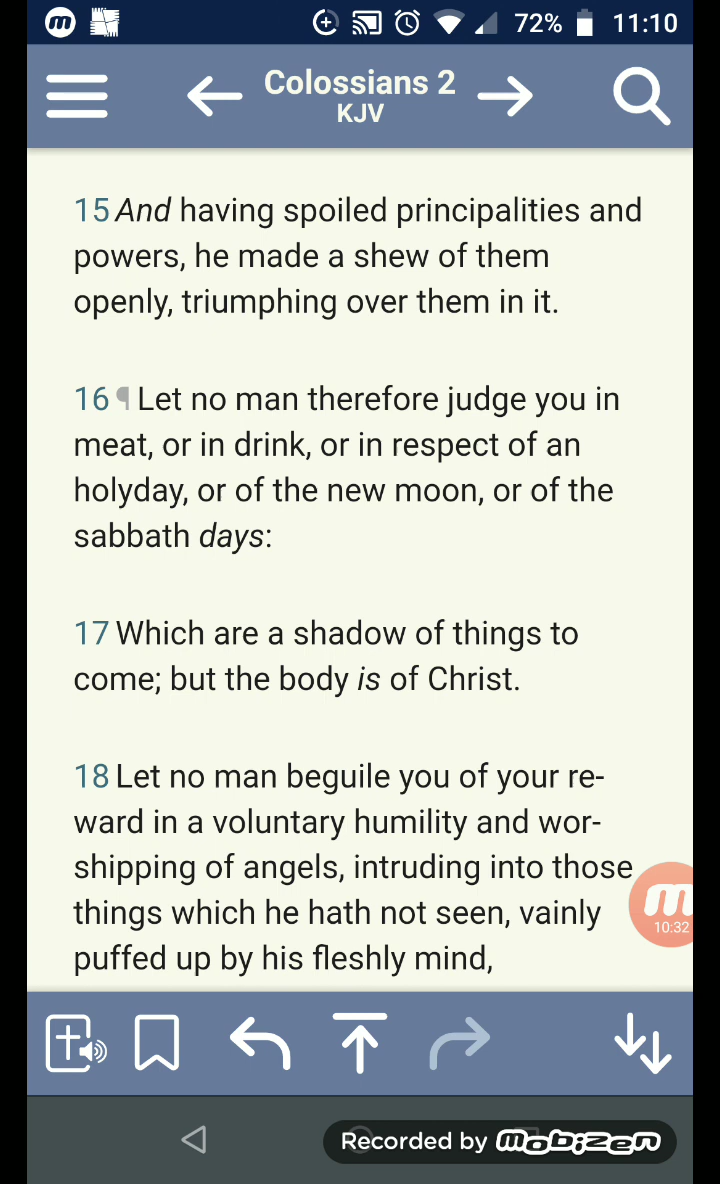 72% 11:10
Colossians 2
KJV
15 And having spoiled principalities and
powers, he made a shew of them
openly, triumphing over them in it.
16 ¶ Let no man therefore judge you in
meat, or in drink, or in respect of an
holyday, or of the new moon, or of the
sabbath days:
17 Which are a shadow of things to
come; but the body is of Christ.
18 Let no man beguile you of your re-
ward in a voluntary humility and wor-
shipping of angels, intruding into those
things which he hath not seen, vainly
puffed up by his fleshly mind,
m
10:32
Recorded by mobizen